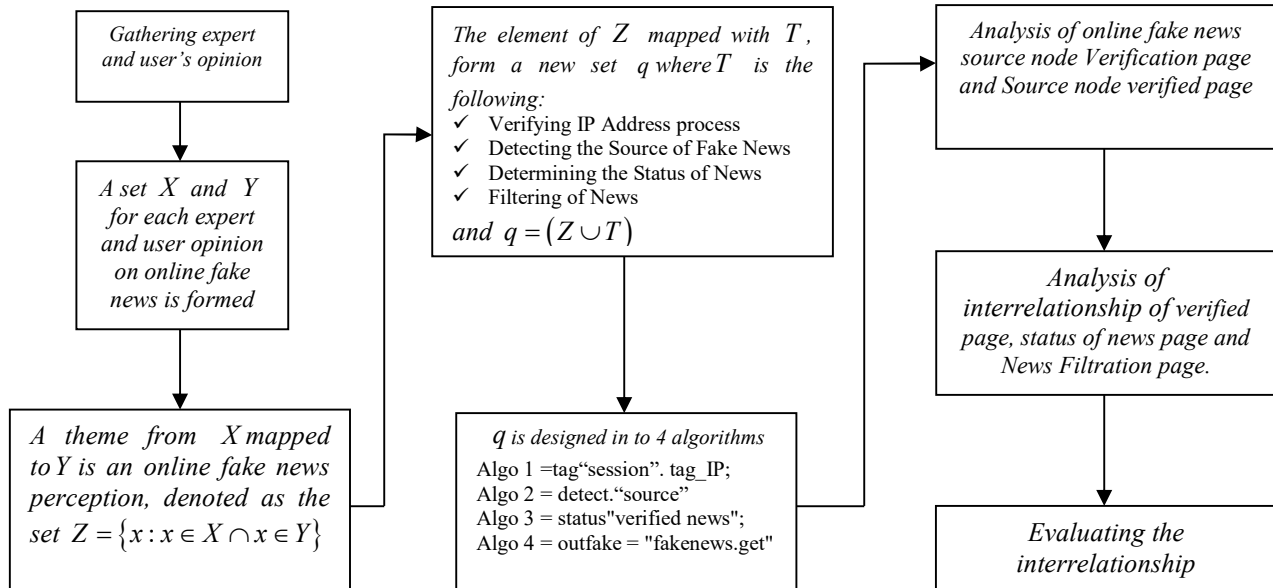 Gathering expert
and user's opinion
A set X and Y
for each expert
and user opinion
on online fake
news is formed
A theme from X mapped
to Y is an online fake news
perception, denoted as the
set Z = {x : x ∈ X ∩ x ∈ Y}
The element of Z mapped with T,
form a new set q where T is the
following:
✓ Verifying IP Address process
✓ Detecting the Source of Fake News
✓ Determining the Status of News
✓ Filtering of News
and q = (Z ∪ T)
q is designed in to 4 algorithms
Algo 1 =tag“session”. tag_IP;
Algo 2 = detect.“source”
Algo 3 = status"verified news";
Algo 4 = outfake = "fakenews.get"
Analysis of online fake news
source node Verification page
and Source node verified page
Analysis of
interrelationship of verified
page, status of news page and
News Filtration page.
Evaluating the
interrelationship